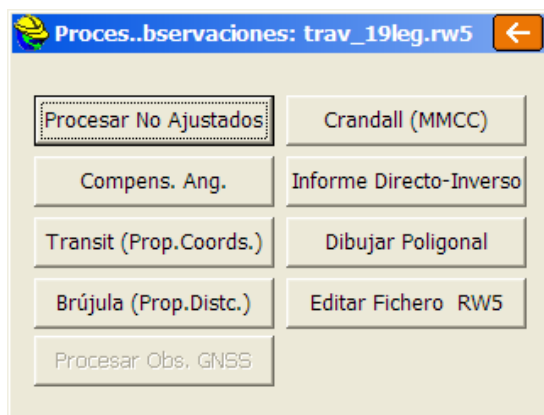 Proces..bservaciones: trav_19leg.rw5
Procesar No Ajustados
Crandall (MMCC)
Compens. Ang.
Informe Directo-Inverso
Transit (Prop.Coords.)
Dibujar Poligonal
Brújula (Prop.Distc.)
Editar Fichero RW5
Procesar Obs. GNSS